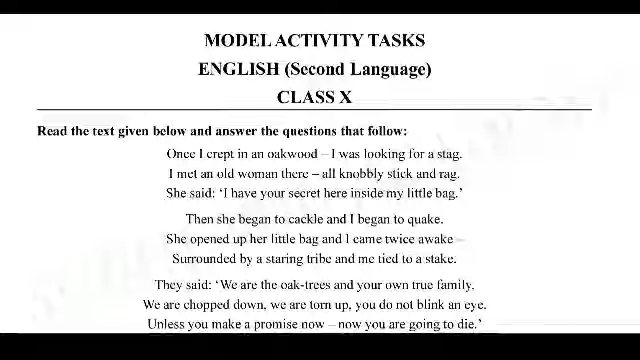 MODEL ACTIVITY TASKS
ENGLISH (Second Language)
CLASS X
Read the text given below and answer the questions that follow:
Once I crept in an oakwood – I was looking for a stag.
I met an old woman there – all knobbly stick and rag.
She said: ‘I have your secret here inside my little bag.’
Then she began to cackle and I began to quake.
She opened up her little bag and I came twice awake –
Surrounded by a staring tribe and me tied to a stake.
They said: ‘We are the oak-trees and your own true family.
We are chopped down, we are torn up, you do not blink an eye.
Unless you make a promise now – now you are going to die.’